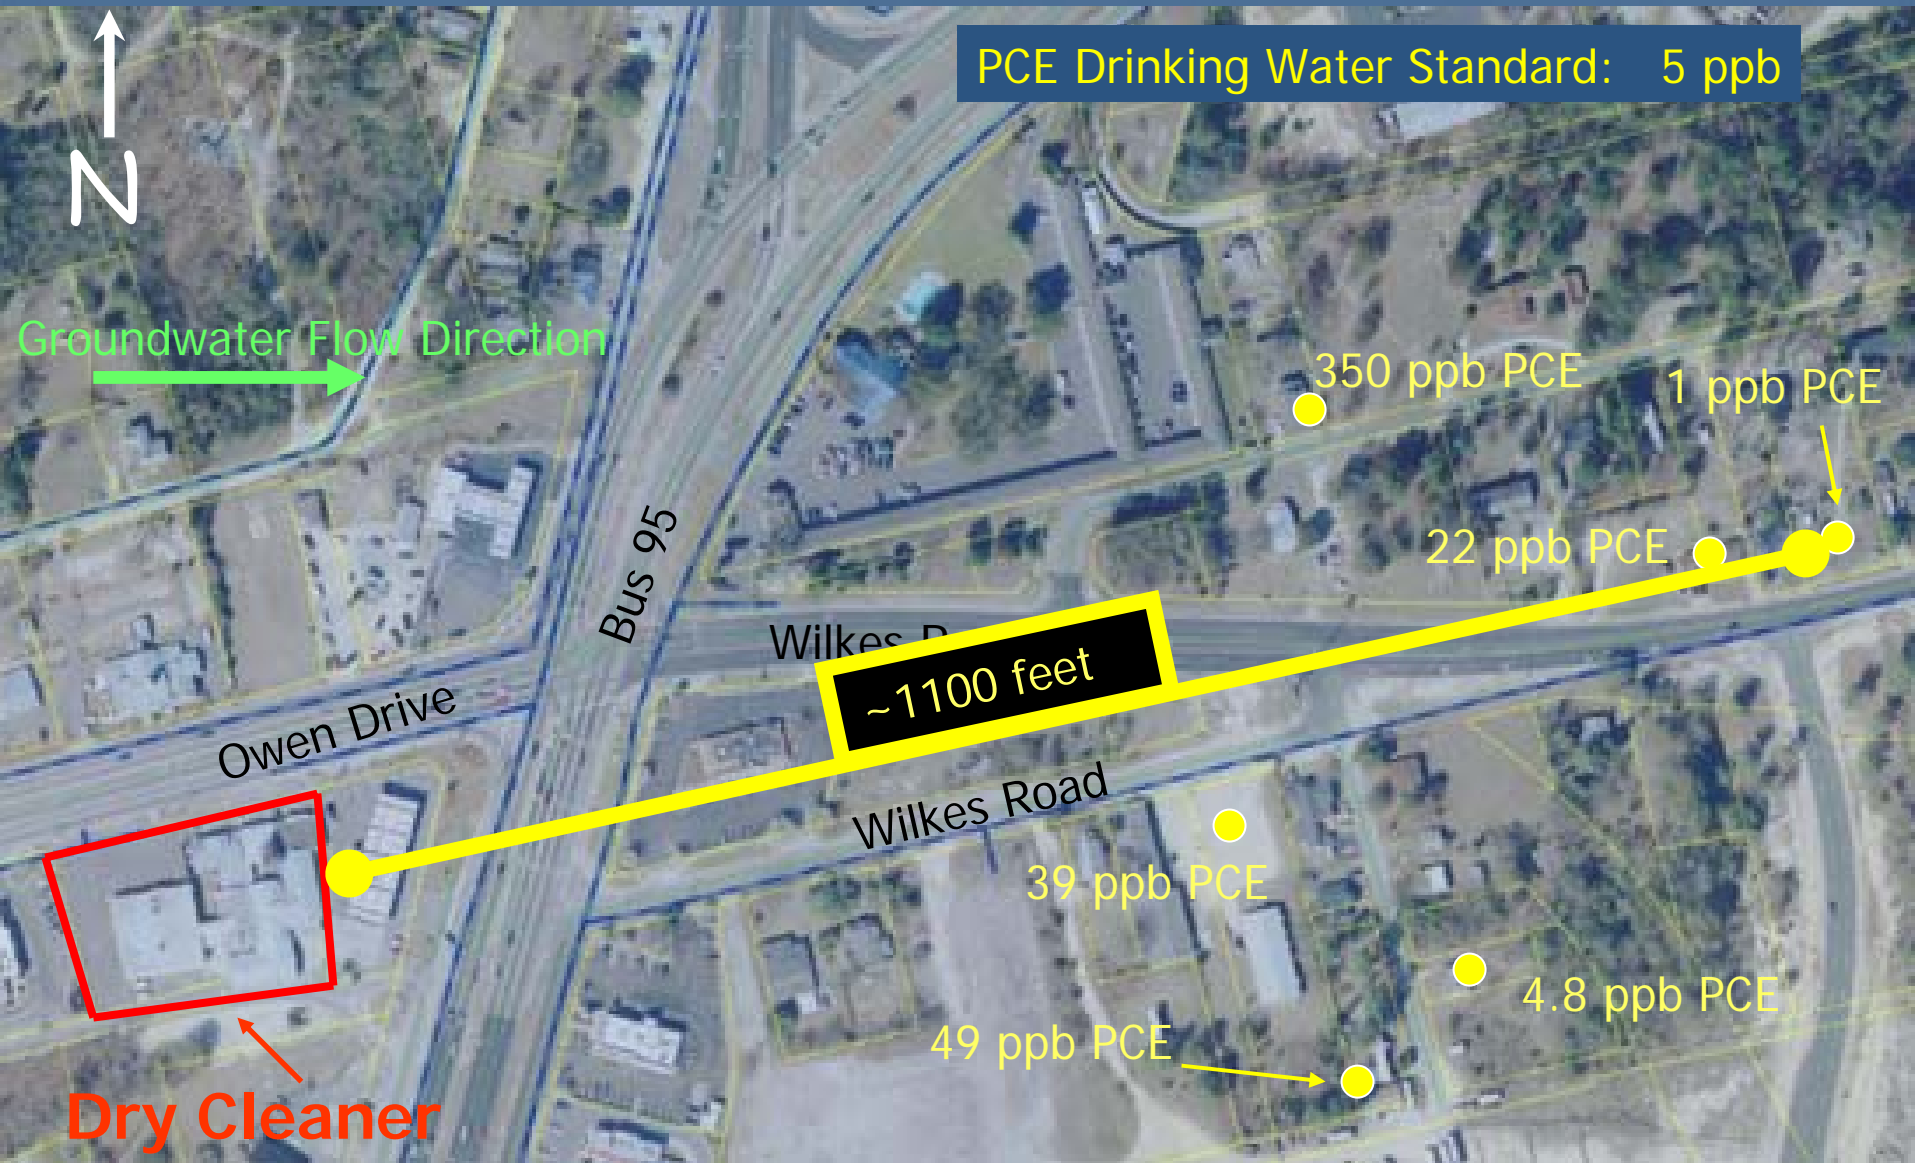 PCE Drinking Water Standard: 5 ppb
N
Groundwater Flow Direction
350 ppb PCE
1 ppb PCE
Bus 95
22 ppb PCE
Wilkes R
~1100 feet
Owen Drive
Wilkes Road
39 ppb PCE
4.8 ppb PCE
49 ppb PCE
Dry Cleaner